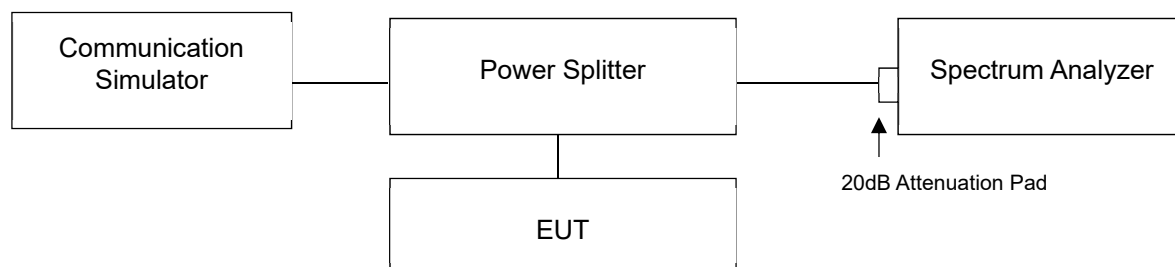 Communication
Simulator
Power Splitter
Spectrum Analyzer
20dB Attenuation Pad
EUT